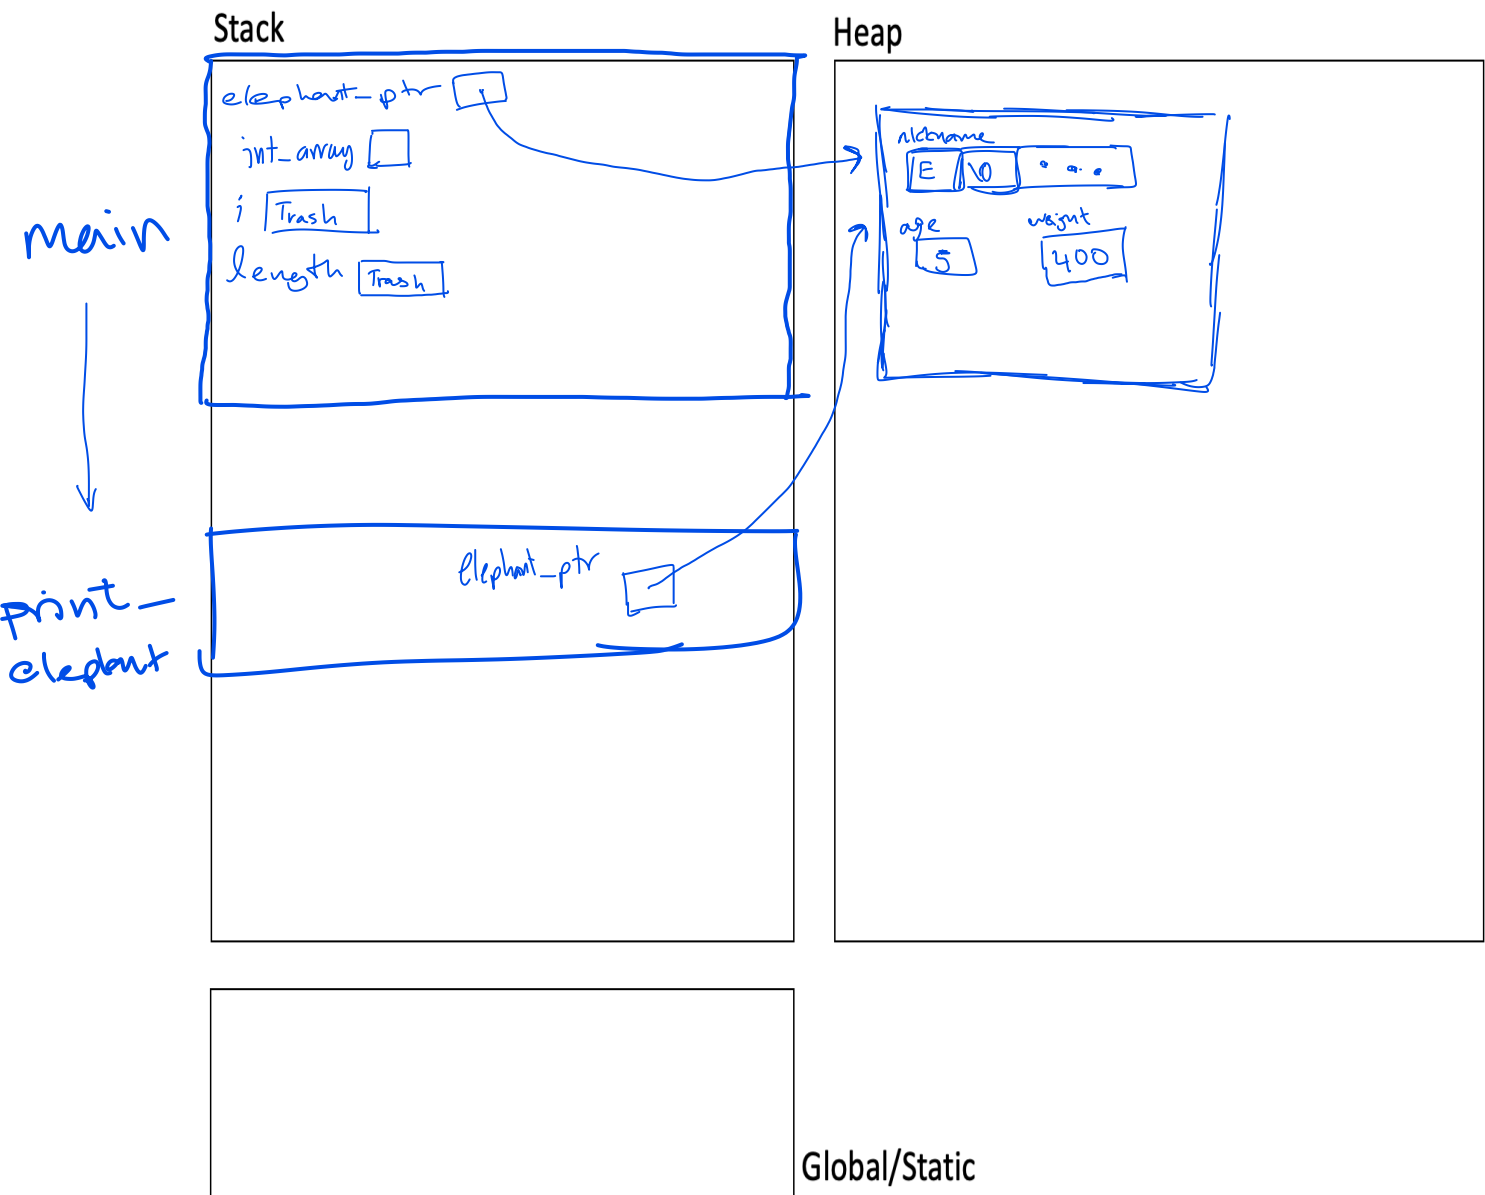 Stack
Heap
elephant_ptr
int_array
i Trash
length Trash
main
nickname
E \0 ...
age weight
5 400
elephant_ptr
print_
elephant
Global/Static